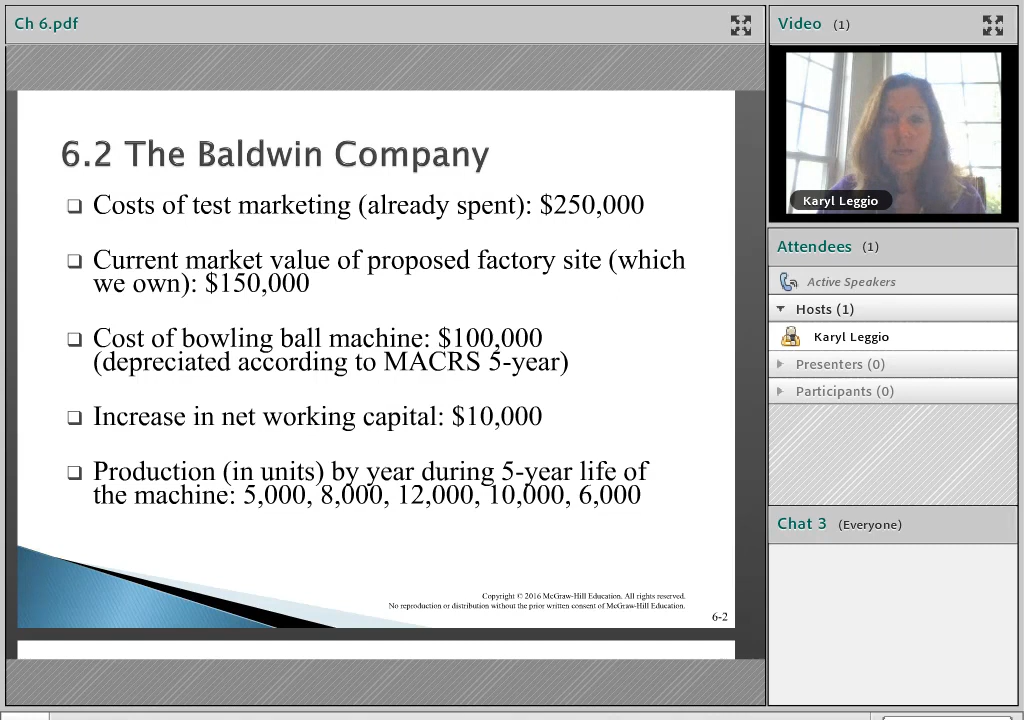 Ch 6.pdf
6.2 The Baldwin Company
❑ Costs of test marketing (already spent): $250,000
❑ Current market value of proposed factory site (which
we own): $150,000
❑ Cost of bowling ball machine: $100,000
(depreciated according to MACRS 5-year)
❑ Increase in net working capital: $10,000
❑ Production (in units) by year during 5-year life of
the machine: 5,000, 8,000, 12,000, 10,000, 6,000
Copyright © 2016 McGraw-Hill Education. All rights reserved.
No reproduction or distribution without the prior written consent of McGraw-Hill Education.
6-2
Video (1)
Karyl Leggio
Attendees (1)
Active Speakers
Hosts (1)
Karyl Leggio
Presenters (0)
Participants (0)
Chat 3 (Everyone)